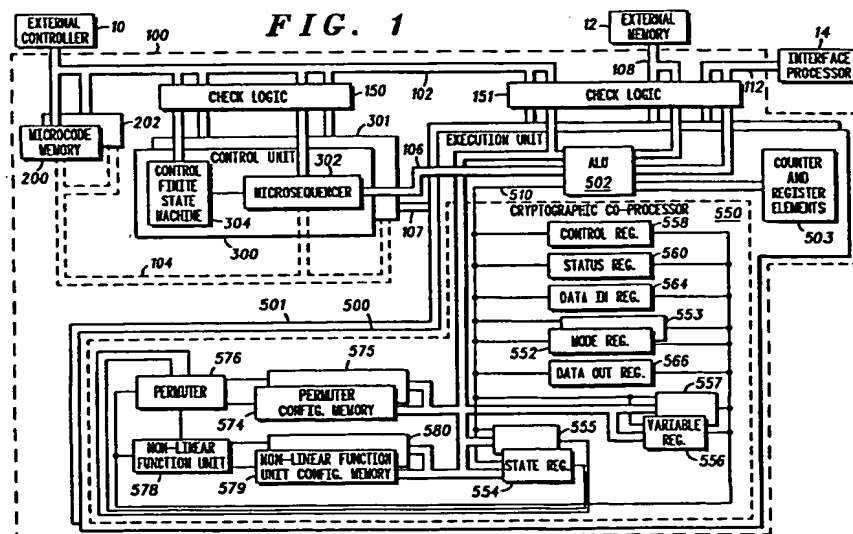 FIG. 1
EXTERNAL
CONTROLLER
10
100
12
EXTERNAL
MEMORY
108
14
INTERFACE
PROCESSOR
112
CHECK LOGIC
150
102
151
CHECK LOGIC
202
MICROCODE
MEMORY
200
301
CONTROL UNIT
302
CONTROL
FINITE
STATE
MACHINE
304
MICROSEQUENCER
300
106
107
104
EXECUTION UNIT
ALU
502
510
COUNTER
AND
REGISTER
ELEMENTS
503
CRYPTOGRAPHIC CO-PROCESSOR
550
CONTROL REG.
558
STATUS REG.
560
DATA IN REG.
564
553
MODE REG.
552
DATA OUT REG.
566
501
500
576
PERMUTER
575
PERMUTER
CONFIG. MEMORY
574
557
VARIABLE
REG.
556
NON-LINEAR
FUNCTION UNIT
578
580
NON-LINEAR FUNCTION
UNIT CONFIG. MEMORY
579
555
STATE REG.
554